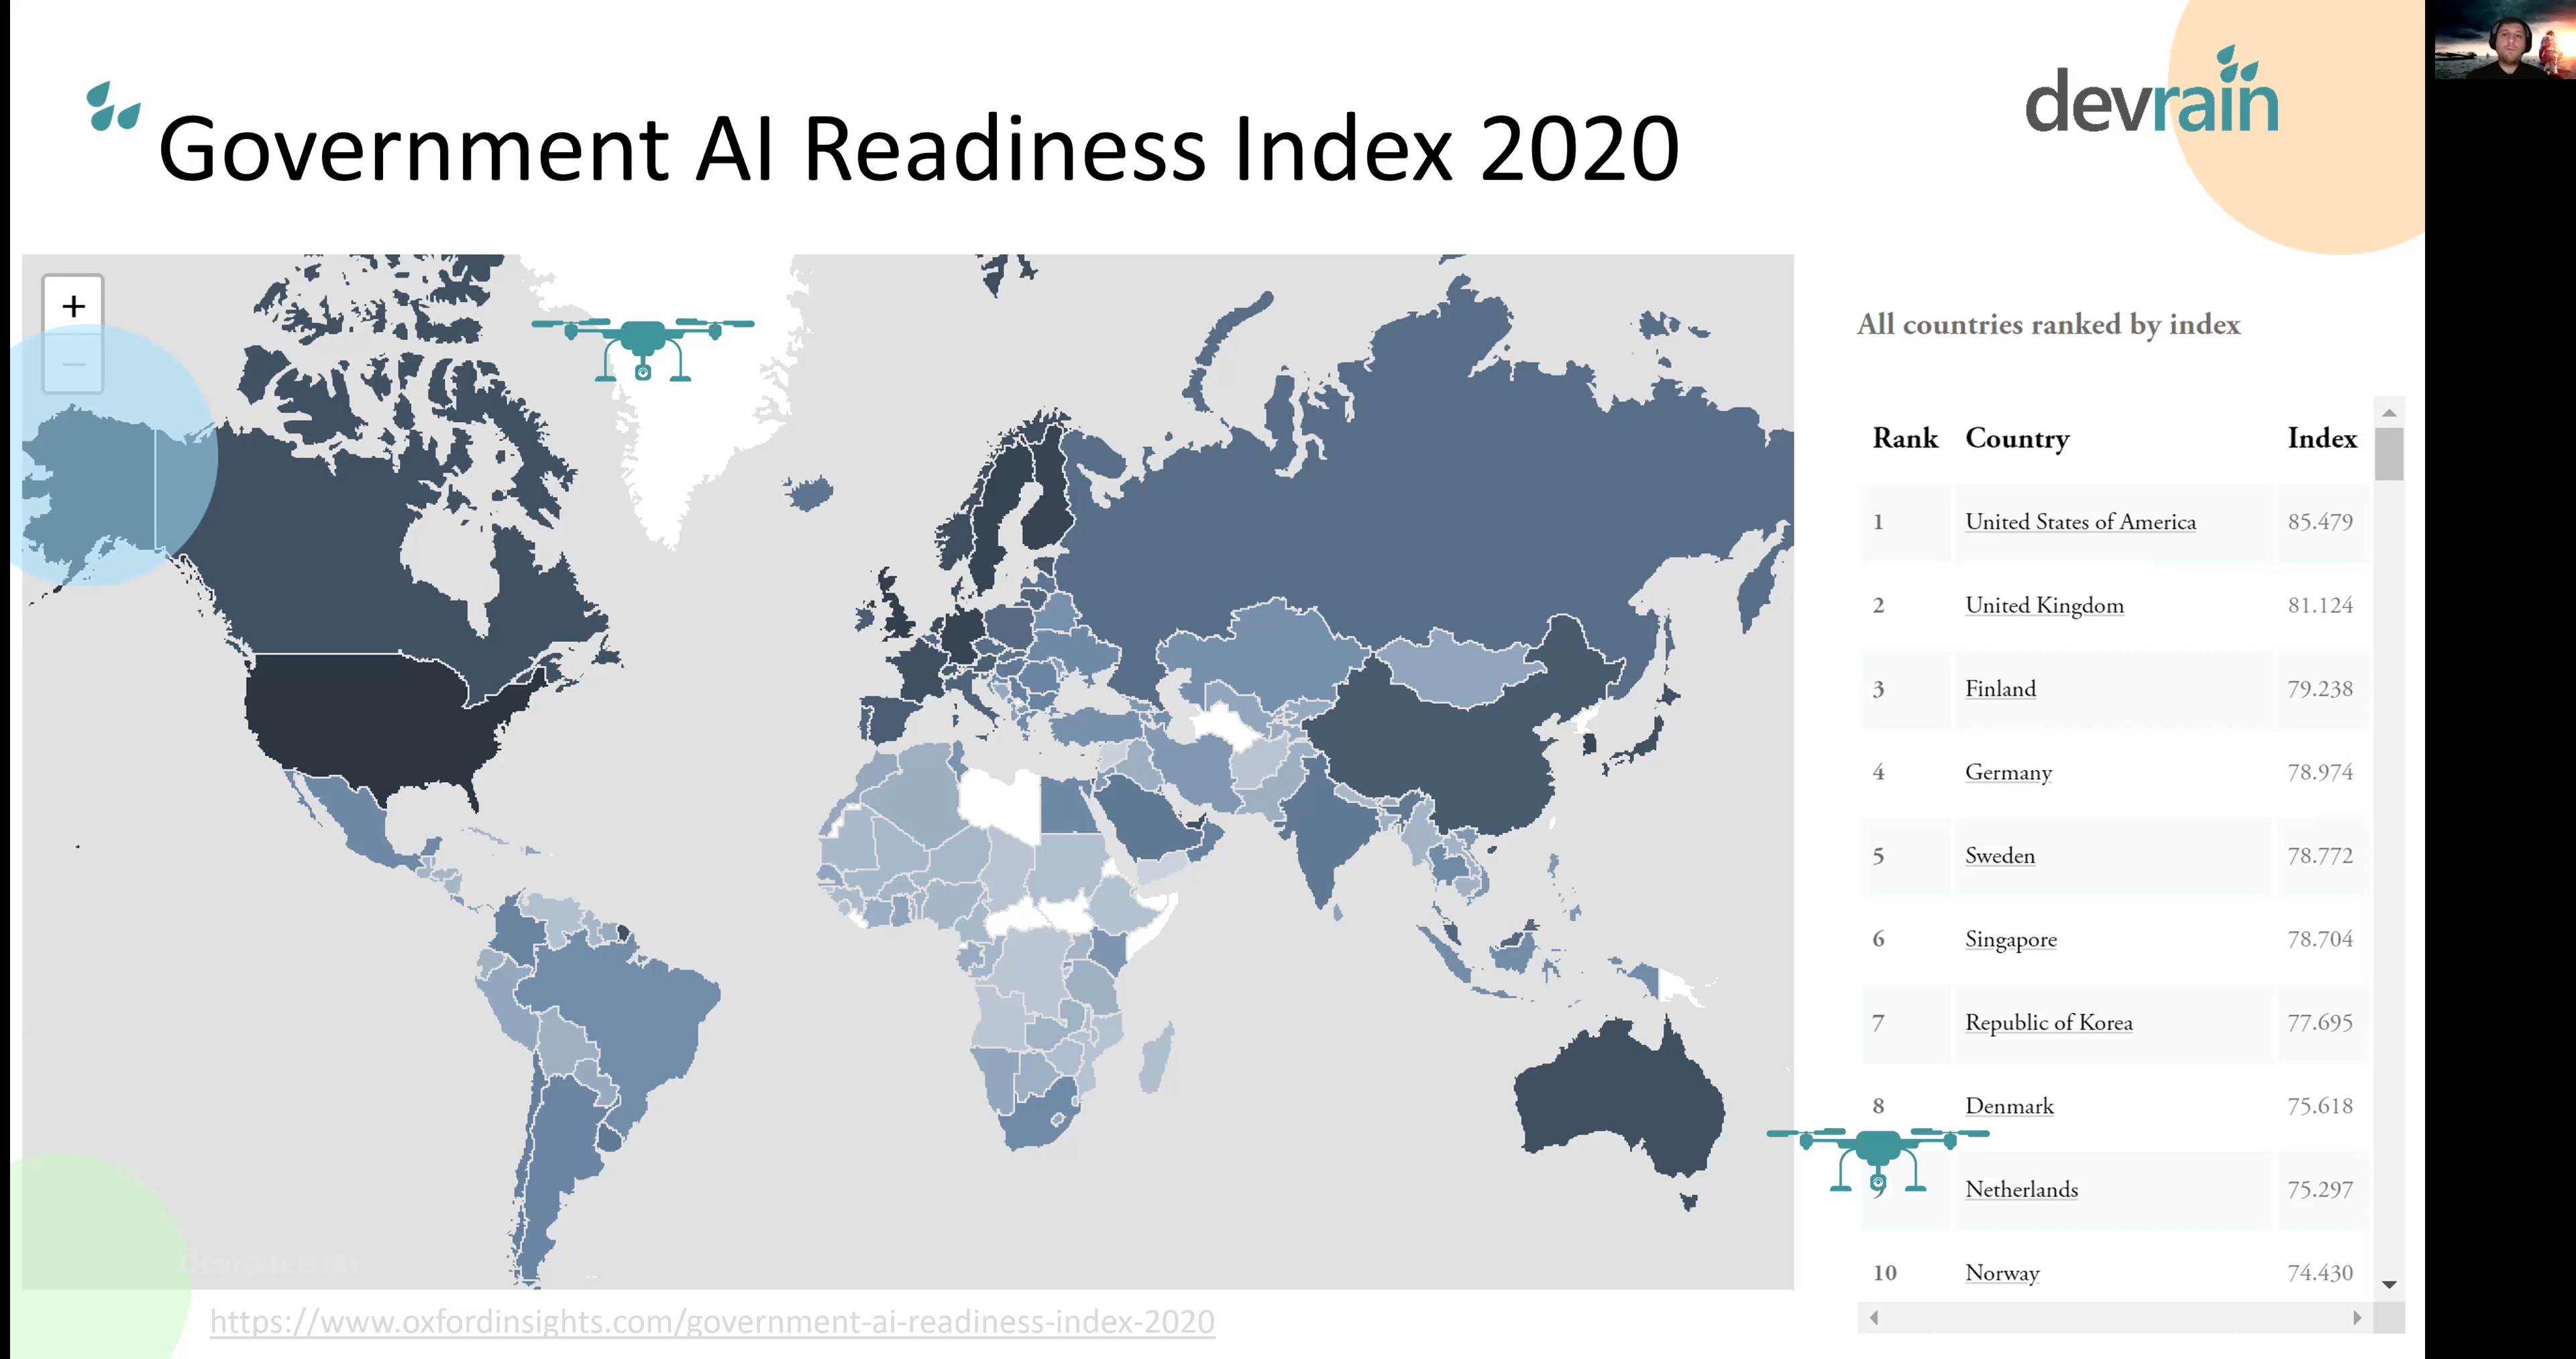 Government AI Readiness Index 2020
devrain
+
−
All countries ranked by index
Rank Country Index
1 United States of America 85.479
2 United Kingdom 81.124
3 Finland 79.238
4 Germany 78.974
5 Sweden 78.772
6 Singapore 78.704
7 Republic of Korea 77.695
8 Denmark 75.618
9 Netherlands 75.297
10 Norway 74.430
devrain.com
https://www.oxfordinsights.com/government-ai-readiness-index-2020